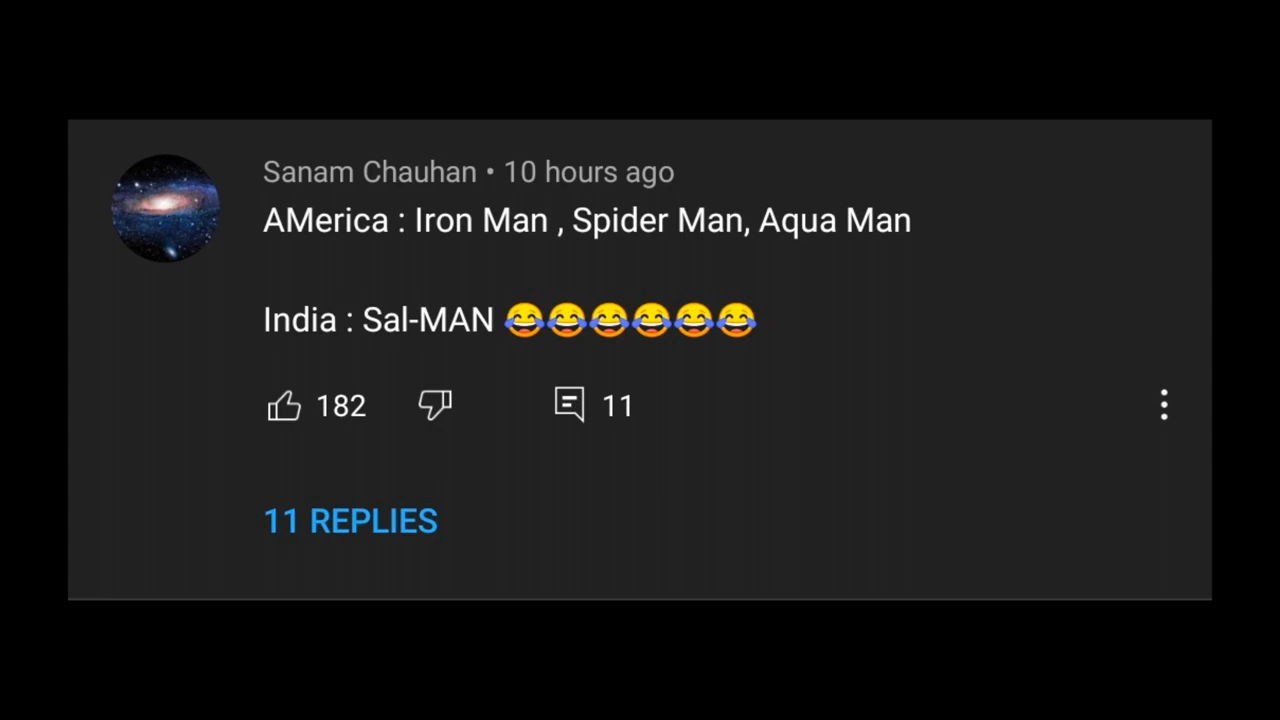 Sanam Chauhan • 10 hours ago
AMerica : Iron Man , Spider Man, Aqua Man
India : Sal-MAN 😂😂😂😂😂😂
182 11
11 REPLIES